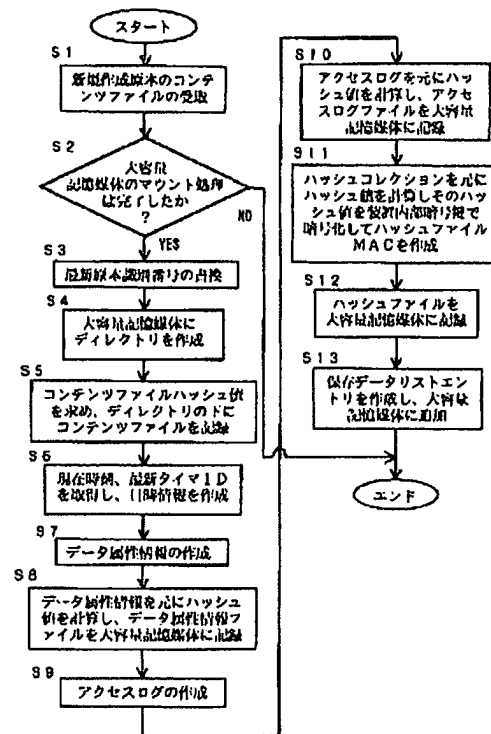 スタート
S1
新規作成原本のコンテ
ンツファイルの受取
S2
大容量
記憶媒体のマウント処理
は完了したか
?
NO
YES
S3
最新原本識別番号の書換
S4
大容量記憶媒体に
ディレクトリを作成
S5
コンテンツファイルハッシュ値
を求め、ディレクトリの下に
コンテンツファイルを記録
S6
現在時刻、最新タイマID
を取得し、日時情報を作成
S7
データ属性情報の作成
S8
データ属性情報を元にハッシュ
値を計算し、データ属性情報フ
ァイルを大容量記憶媒体に記録
S9
アクセスログの作成
S10
アクセスログを元にハッ
シュ値を計算し、アクセ
スログファイルを大容量
記憶媒体に記録
S11
ハッシュコレクションを元に
ハッシュ値を計算しそのハッ
シュ値を装置内部暗号鍵で
暗号化してハッシュファイル
MACを作成
S12
ハッシュファイルを
大容量記憶媒体に記録
S13
保存データリストエント
リを作成し、大容量
記憶媒体に追加
エンド